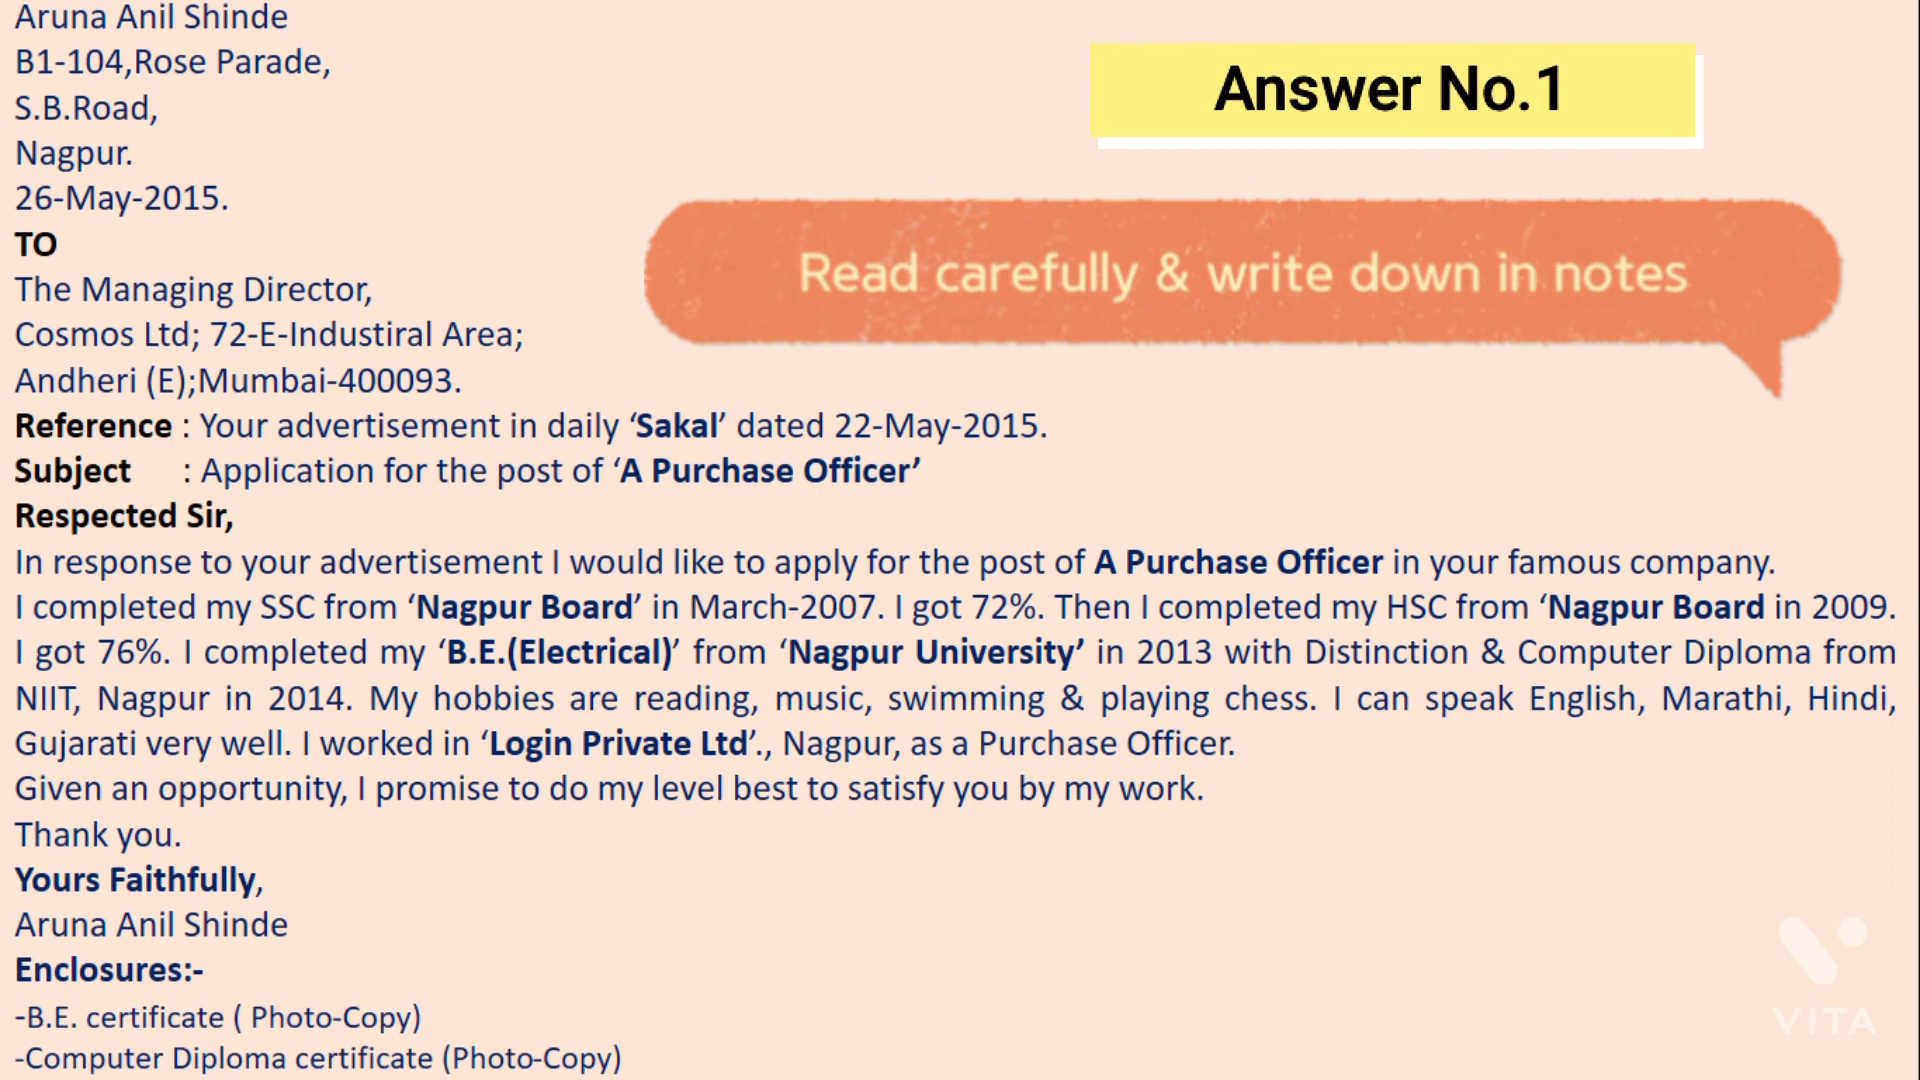 Aruna Anil Shinde
B1-104,Rose Parade,
S.B.Road,
Nagpur.
26-May-2015.
TO
The Managing Director,
Cosmos Ltd; 72-E-Industiral Area;
Andheri (E);Mumbai-400093.
Reference : Your advertisement in daily ‘Sakal’ dated 22-May-2015.
Subject : Application for the post of ‘A Purchase Officer’
Respected Sir,
In response to your advertisement I would like to apply for the post of A Purchase Officer in your famous company.
I completed my SSC from ‘Nagpur Board’ in March-2007. I got 72%. Then I completed my HSC from ‘Nagpur Board in 2009.
I got 76%. I completed my ‘B.E.(Electrical)’ from ‘Nagpur University’ in 2013 with Distinction & Computer Diploma from
NIIT, Nagpur in 2014. My hobbies are reading, music, swimming & playing chess. I can speak English, Marathi, Hindi,
Gujarati very well. I worked in ‘Login Private Ltd’., Nagpur, as a Purchase Officer.
Given an opportunity, I promise to do my level best to satisfy you by my work.
Thank you.
Yours Faithfully,
Aruna Anil Shinde
Enclosures:-
-B.E. certificate ( Photo-Copy)
-Computer Diploma certificate (Photo-Copy)
Answer No.1
Read carefully & write down in notes
VITA